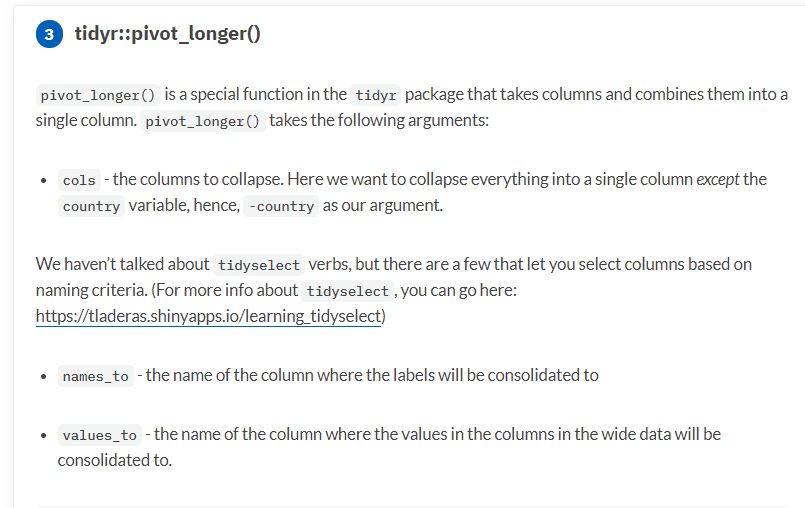 3 tidyr::pivot_longer()
pivot_longer() is a special function in the tidyr package that takes columns and combines them into a
single column. pivot_longer() takes the following arguments:
• cols - the columns to collapse. Here we want to collapse everything into a single column except the
country variable, hence, -country as our argument.
We haven't talked about tidyselect verbs, but there are a few that let you select columns based on
naming criteria. (For more info about tidyselect, you can go here:
https://tladeras.shinyapps.io/learning_tidyselect)
• names_to - the name of the column where the labels will be consolidated to
• values_to - the name of the column where the values in the columns in the wide data will be
consolidated to.